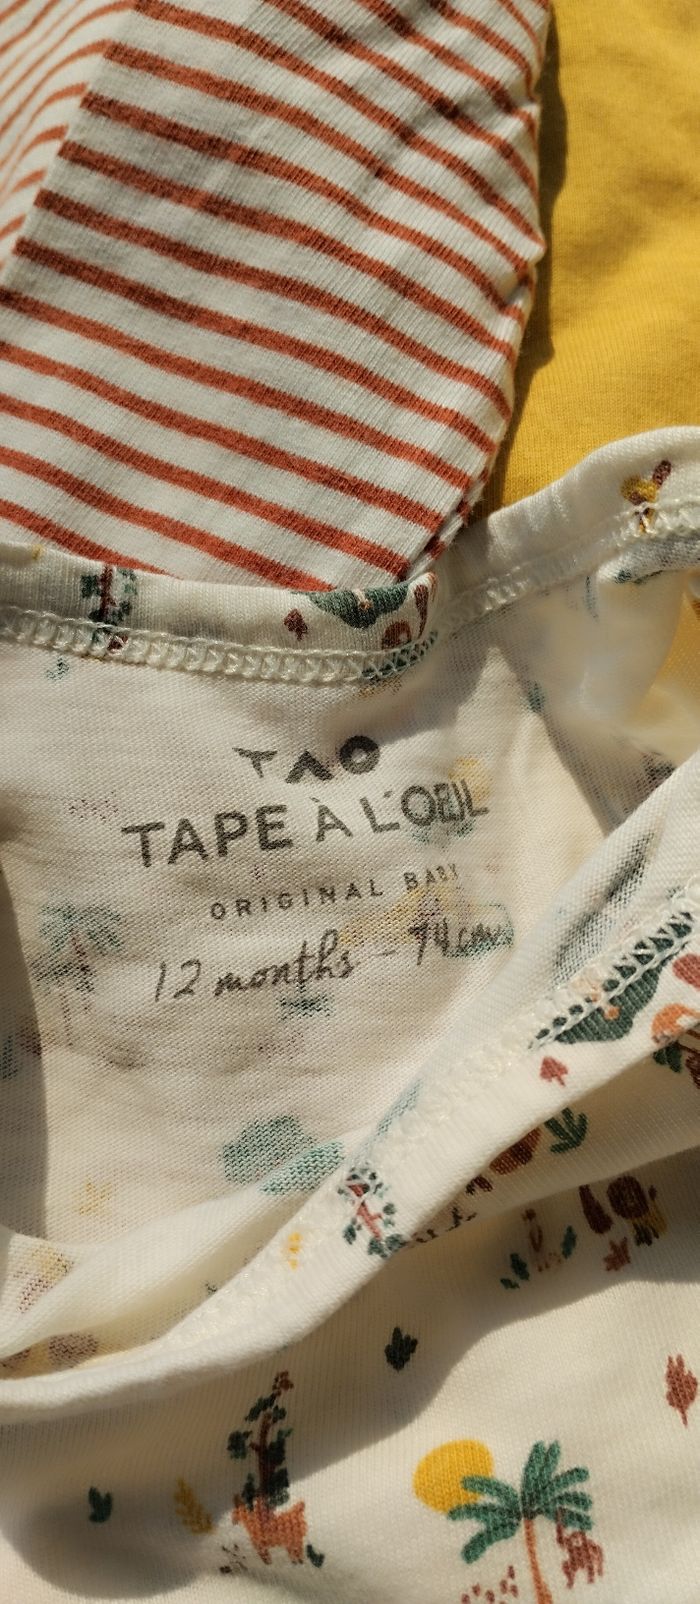 TAO
TAPE À L'OEIL
ORIGINAL BABY
12 months - 74cm